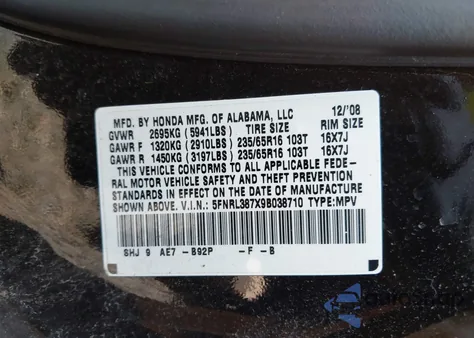 MFD. BY HONDA MFG. OF ALABAMA, LLC 12/'08
GVWR 2695KG (5941LBS) TIRE SIZE RIM SIZE
GAWR F 1320KG (2910LBS) 235/65R16 103T 16X7J
GAWR R 1450KG (3197LBS) 235/65R16 103T 16X7J
THIS VEHICLE CONFORMS TO ALL APPLICABLE FEDE-
RAL MOTOR VEHICLE SAFETY AND THEFT PREVENTION
STANDARDS IN EFFECT ON THE DATE OF MANUFACTURE
SHOWN ABOVE. V.I.N.: 5FNRL387X9B038710 TYPE:MPV
SHJ 9 AE7 -B92P -F -B